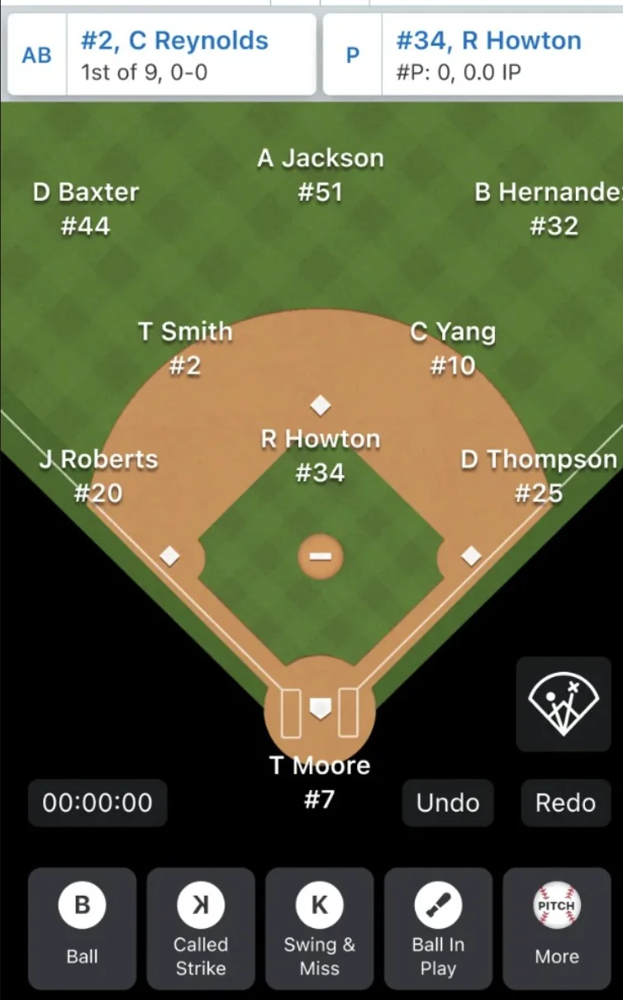 AB
#2, C Reynolds
1st of 9, 0-0
P
#34, R Howton
#P: 0, 0.0 IP
A Jackson
#51
D Baxter
#44
B Hernande
#32
T Smith
#2
C Yang
#10
R Howton
#34
J Roberts
#20
D Thompson
#25
T Moore
#7
00:00:00
Undo
Redo
B
Ball
ꓘ
Called
Strike
K
Swing &
Miss
Ball In
Play
PITCH
More